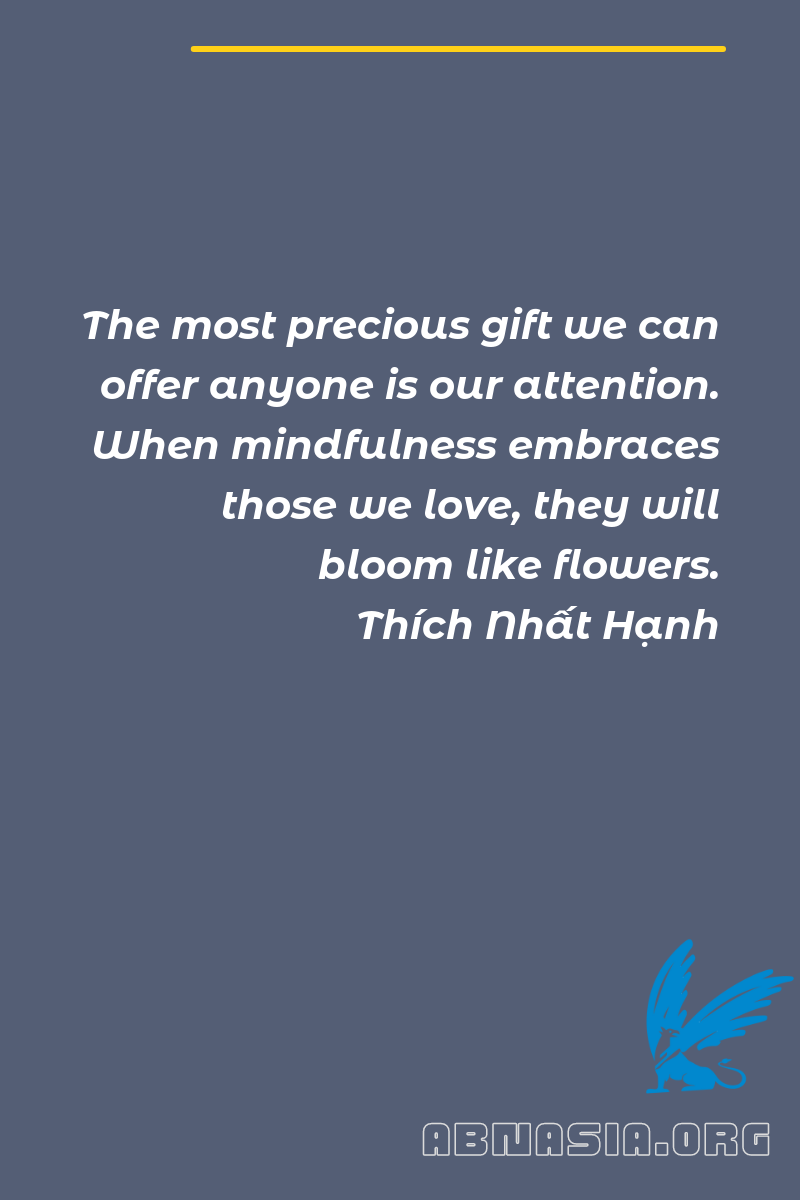 The most precious gift we can
offer anyone is our attention.
When mindfulness embraces
those we love, they will
bloom like flowers.
Thích Nhất Hạnh
ABNASIA.ORG